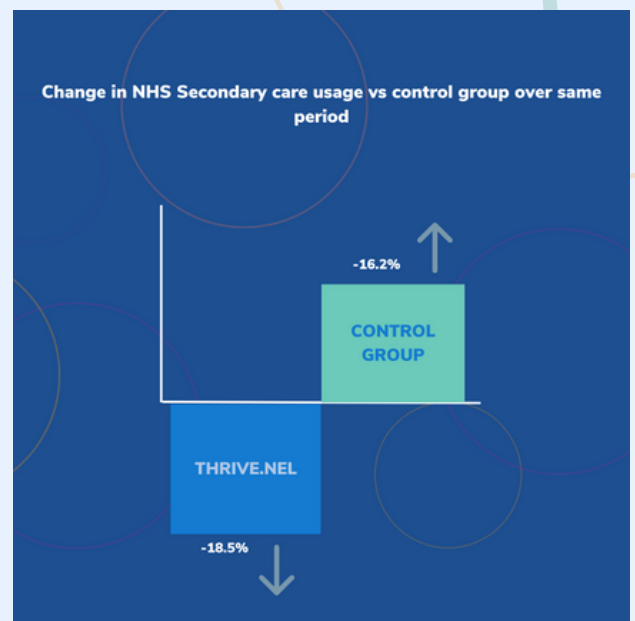 Change in NHS Secondary care usage vs control group over same
period
-16.2%
CONTROL
GROUP
THRIVE.NEL
-18.5%